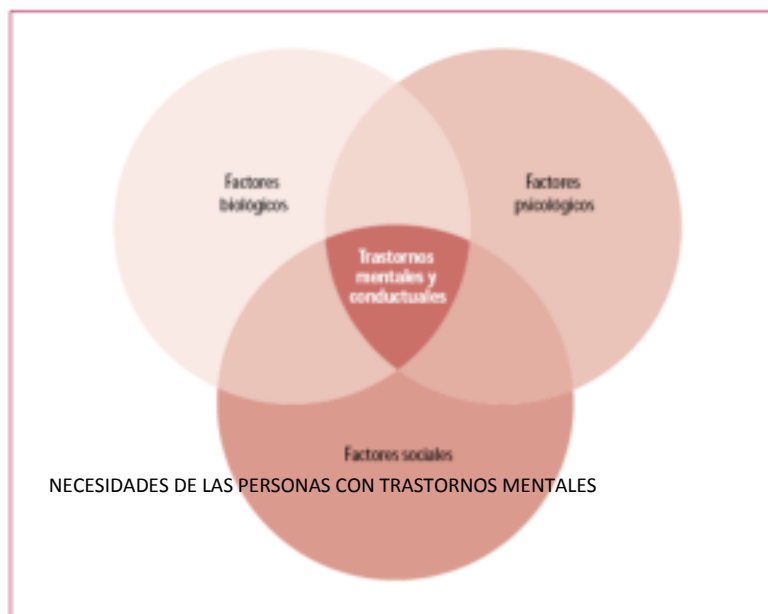 Factores
biológicos
Factores
psicológicos
Trastornos
mentales y
conductuales
Factores sociales
NECESIDADES DE LAS PERSONAS CON TRASTORNOS MENTALES